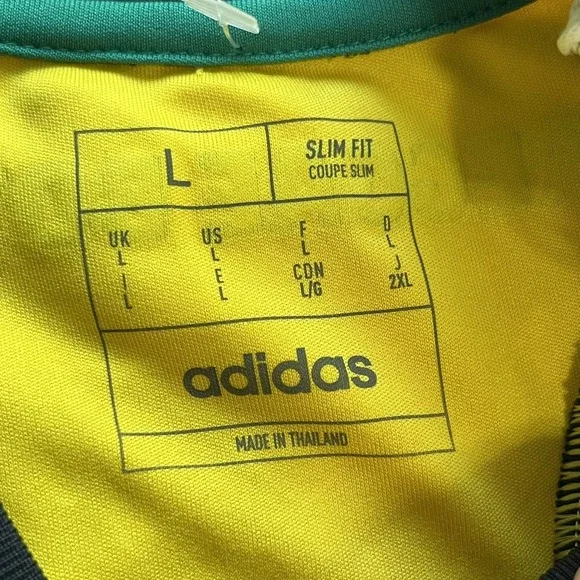 L
SLIM FIT
COUPE SLIM
UK US F D
L L L L
I E CDN J
L L L/G 2XL
adidas
MADE IN THAILAND